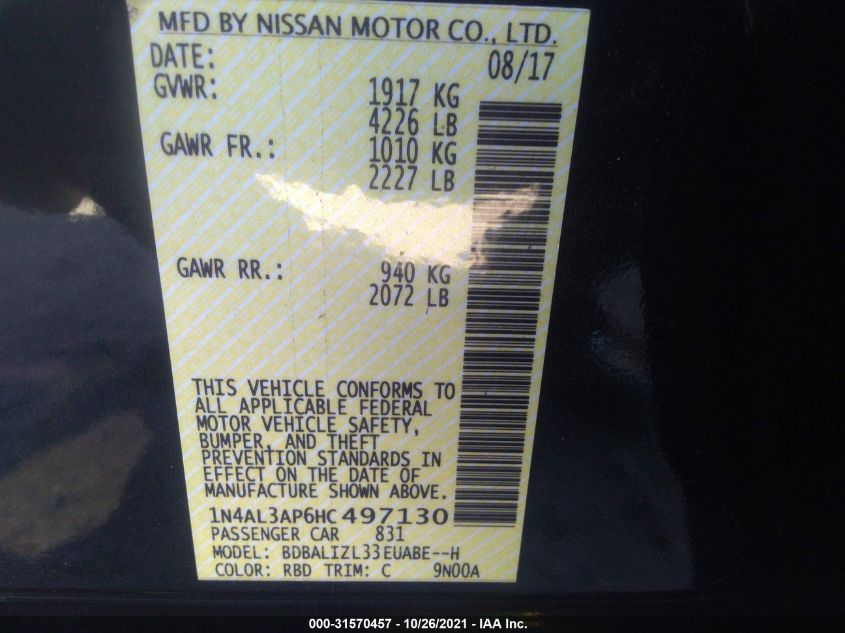 MFD BY NISSAN MOTOR CO., LTD.
DATE: 08/17
GVWR: 1917 KG
4226 LB
GAWR FR.: 1010 KG
2227 LB
GAWR RR.: 940 KG
2072 LB
THIS VEHICLE CONFORMS TO
ALL APPLICABLE FEDERAL
MOTOR VEHICLE SAFETY,
BUMPER, AND THEFT
PREVENTION STANDARDS IN
EFFECT ON THE DATE OF
MANUFACTURE SHOWN ABOVE.
1N4AL3AP6HC497130
PASSENGER CAR 831
MODEL: BDBALIZL33EUABE--H
COLOR: RBD TRIM: C 9N00A
000-31570457 - 10/26/2021 - IAA Inc.